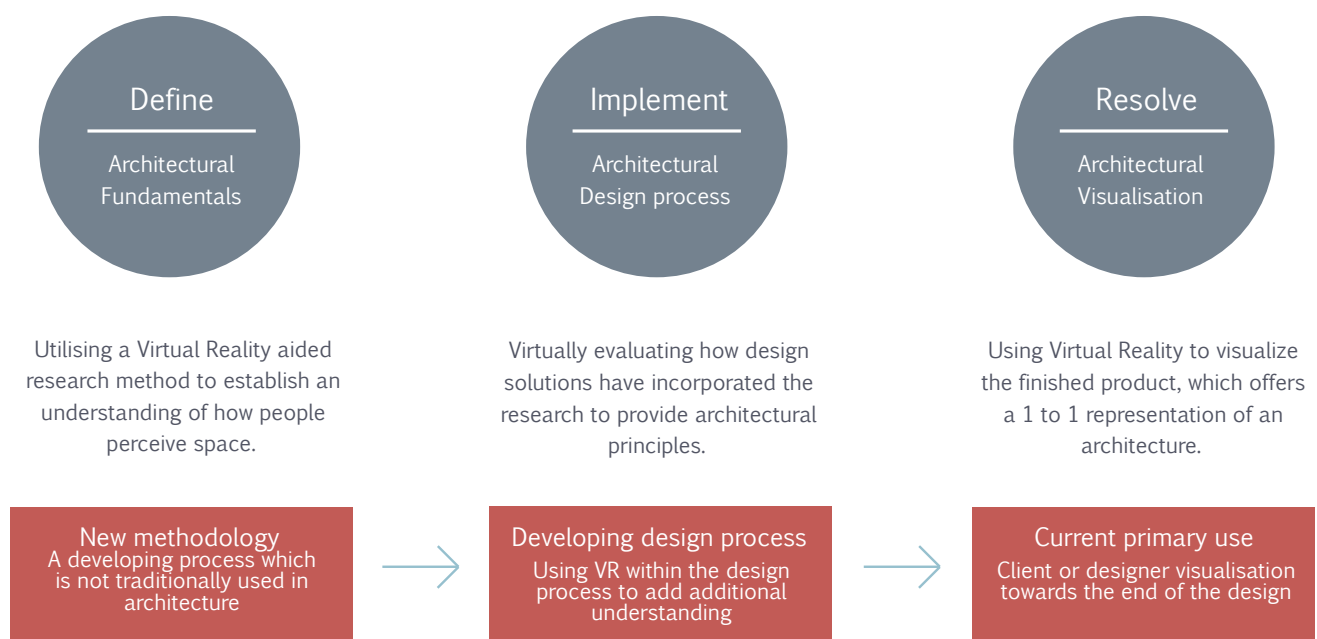 Define
Architectural
Fundamentals
Implement
Architectural
Design process
Resolve
Architectural
Visualisation
Utilising a Virtual Reality aided
research method to establish an
understanding of how people
perceive space.
Virtually evaluating how design
solutions have incorporated the
research to provide architectural
principles.
Using Virtual Reality to visualize
the finished product, which offers
a 1 to 1 representation of an
architecture.
New methodology
A developing process which
is not traditionally used in
architecture
Developing design process
Using VR within the design
process to add additional
understanding
Current primary use
Client or designer visualisation
towards the end of the design